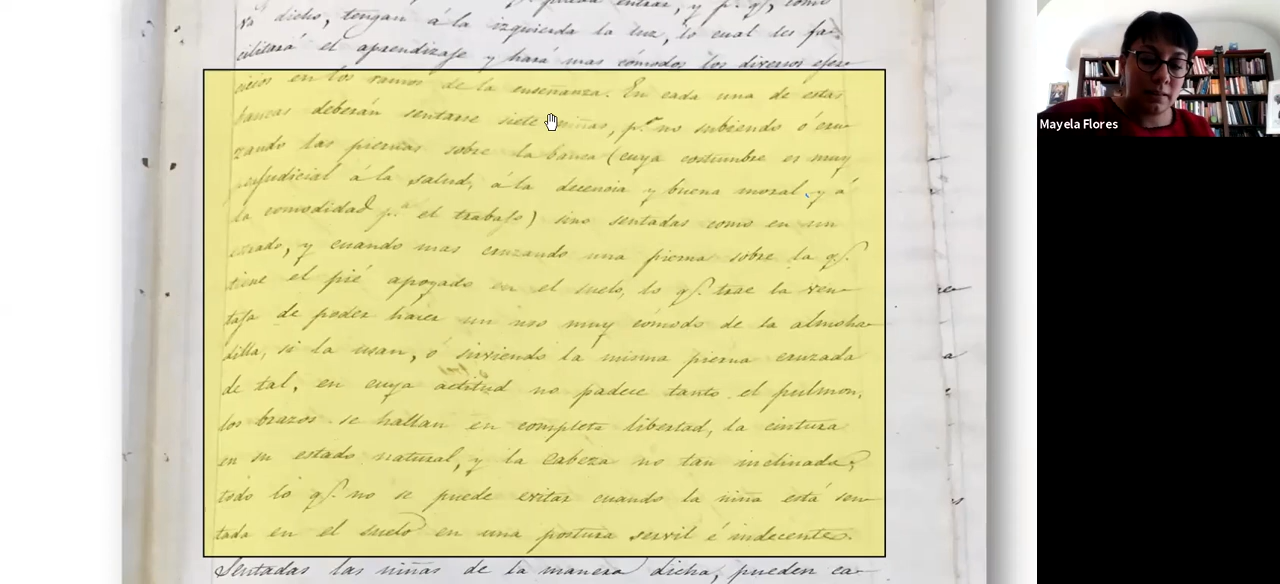 pueda entrar, y p.ª qᵉ, como
va dicho, tengan á la izquierda la luz, lo cual les fa-
cilitará el aprendizaje y hará mas cómodos los diversos ejer-
cicios en los ramos de la enseñanza. En cada una de estas
bancas deberán sentarse siete niñas, p.º no subiendo ó cru-
zando las piernas sobre la banca (cuya costumbre es muy
perjudicial á la salud, á la decencia y buena moral, y á
la comodidad p.ª el trabajo) sino sentadas como en un
estrado, y cuando mas cruzando una pierna sobre la q.ᵉ
tiene el pié apoyado en el suelo, lo q.ᵉ trae la ven-
taja de poder hacer un uso muy cómodo de la almoha-
dilla, si la usan, ó sirviendo la misma pierna cruzada
de tal, en cuya actitud no padece tanto el pulmon,
los brazos se hallan en completa libertad, la cintura
en su estado natural, y la cabeza no tan inclinada;
todo lo q.ᵉ no se puede evitar cuando la niña está sen-
tada en el suelo en una postura servil é indecente.
Sentadas las niñas de la manera dicha, pueden ca-
Mayela Flores